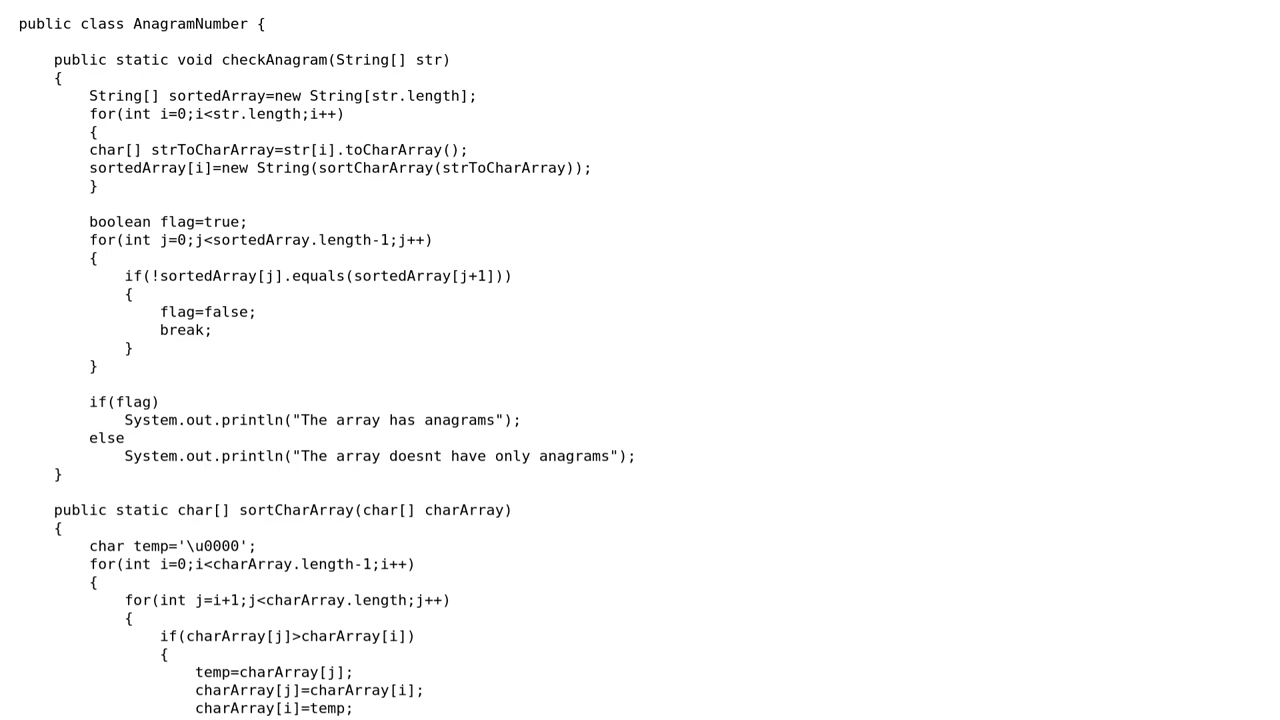 public class AnagramNumber {
public static void checkAnagram(String[] str)
{
String[] sortedArray=new String[str.length];
for(int i=0;i<str.length;i++)
{
char[] strToCharArray=str[i].toCharArray();
sortedArray[i]=new String(sortCharArray(strToCharArray));
}
boolean flag=true;
for(int j=0;j<sortedArray.length-1;j++)
{
if(!sortedArray[j].equals(sortedArray[j+1]))
{
flag=false;
break;
}
}
if(flag)
System.out.println("The array has anagrams");
else
System.out.println("The array doesnt have only anagrams");
}
public static char[] sortCharArray(char[] charArray)
{
char temp='\u0000';
for(int i=0;i<charArray.length-1;i++)
{
for(int j=i+1;j<charArray.length;j++)
{
if(charArray[j]>charArray[i])
{
temp=charArray[j];
charArray[j]=charArray[i];
charArray[i]=temp;